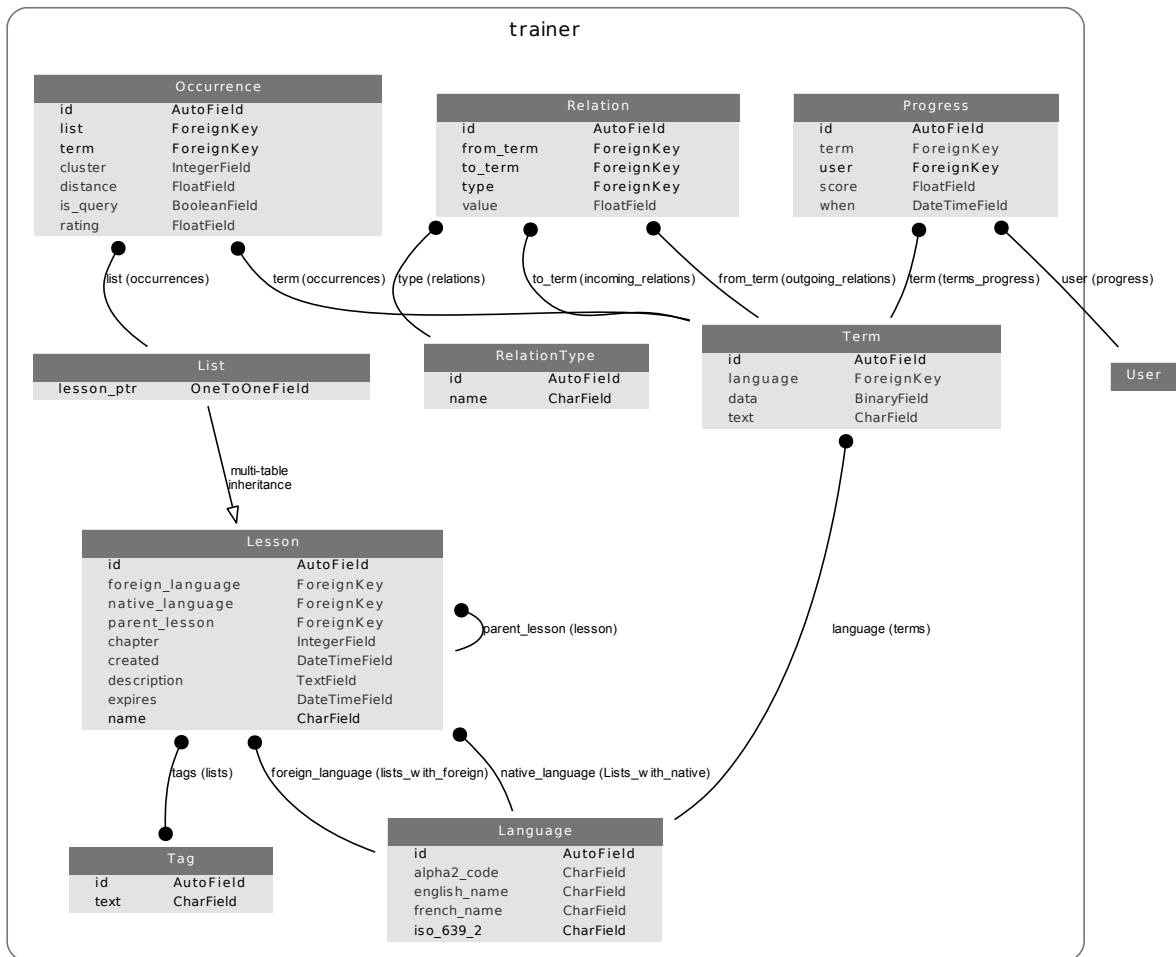 trainer
Occurrence
id AutoField
list ForeignKey
term ForeignKey
cluster IntegerField
distance FloatField
is_query BooleanField
rating FloatField
Relation
id AutoField
from_term ForeignKey
to_term ForeignKey
type ForeignKey
value FloatField
Progress
id AutoField
term ForeignKey
user ForeignKey
score FloatField
when DateTimeField
list (occurrences)
term (occurrences)
type (relations)
to_term (incoming_relations)
from_term (outgoing_relations)
term (terms_progress)
user (progress)
List
lesson_ptr OneToOneField
RelationType
id AutoField
name CharField
Term
id AutoField
language ForeignKey
data BinaryField
text CharField
User
multi-table
inheritance
Lesson
id AutoField
foreign_language ForeignKey
native_language ForeignKey
parent_lesson ForeignKey
chapter IntegerField
created DateTimeField
description TextField
expires DateTimeField
name CharField
parent_lesson (lesson)
language (terms)
tags (lists)
foreign_language (lists_with_foreign)
native_language (Lists_with_native)
Tag
id AutoField
text CharField
Language
id AutoField
alpha2_code CharField
english_name CharField
french_name CharField
iso_639_2 CharField